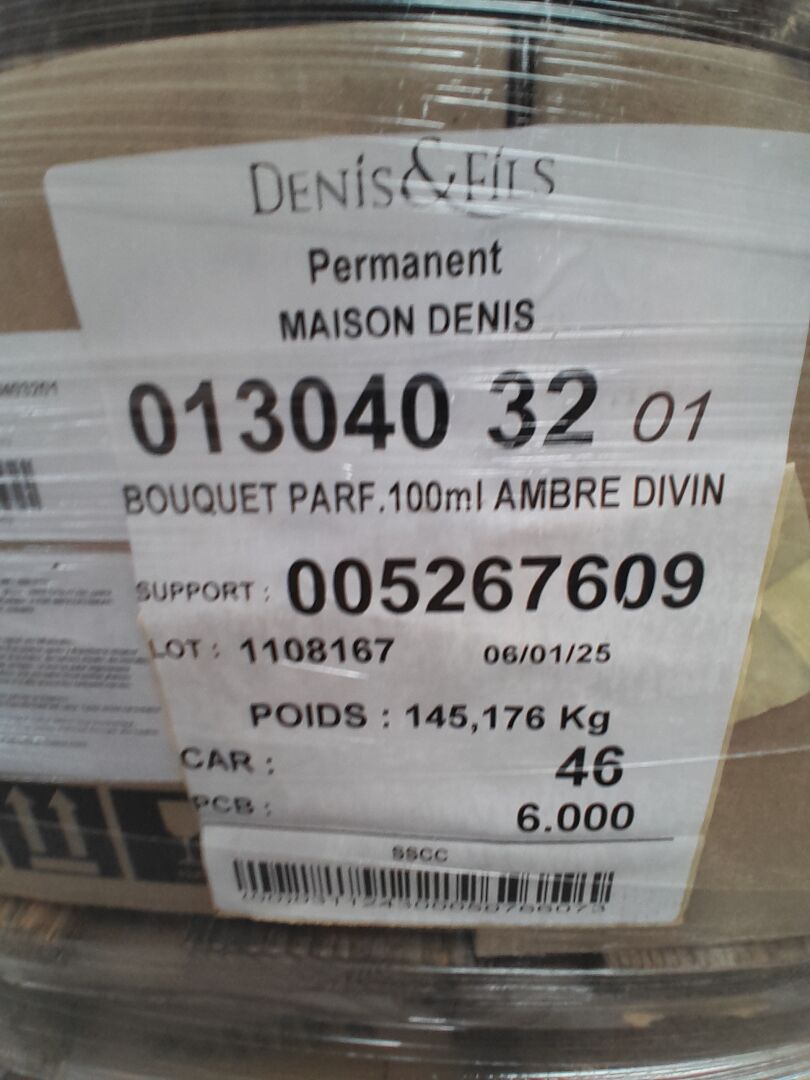 DENIS & FILS
Permanent
MAISON DENIS
013040 32 01
BOUQUET PARF.100ml AMBRE DIVIN
SUPPORT : 005267609
LOT : 1108167 06/01/25
POIDS : 145,176 Kg
CAR : 46
PCB : 6.000
SSCC